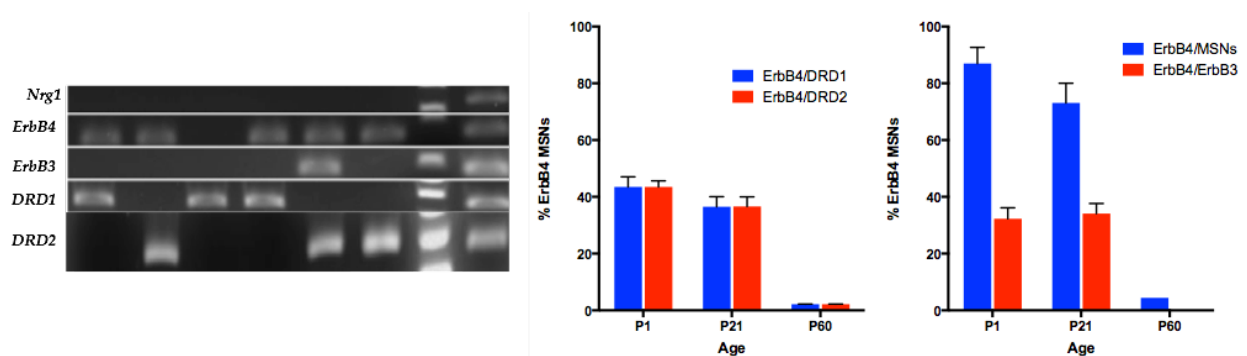 Nrg1
ErbB4
ErbB3
DRD1
DRD2
% ErbB4 MSNs
100
80
60
40
20
0
P1 P21 P60
Age
ErbB4/DRD1
ErbB4/DRD2
% ErbB4 MSNs
100
80
60
40
20
0
P1 P21 P60
Age
ErbB4/MSNs
ErbB4/ErbB3